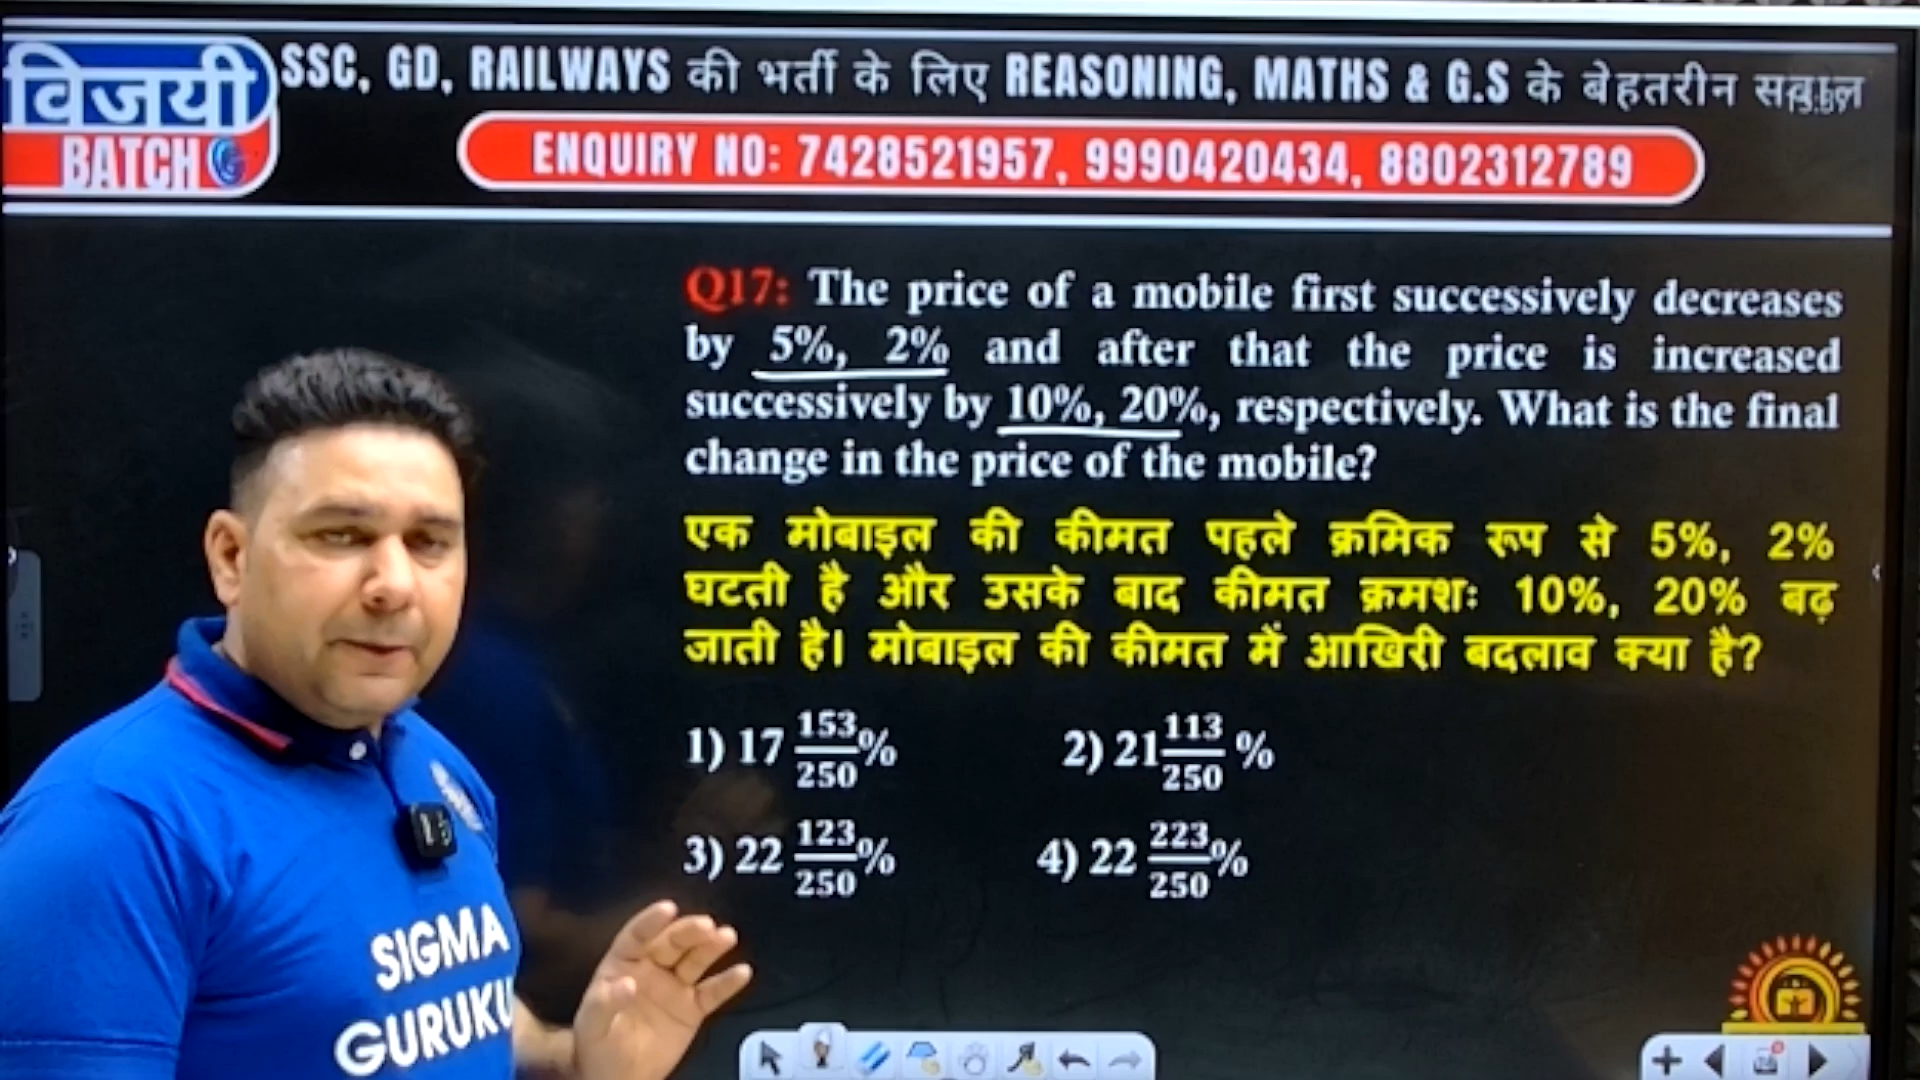 विजयी
BATCH
SSC, GD, RAILWAYS की भर्ती के लिए REASONING, MATHS & G.S के बेहतरीन सवाल
ENQUIRY NO: 7428521957, 9990420434, 8802312789
Q17: The price of a mobile first successively decreases
by 5%, 2% and after that the price is increased
successively by 10%, 20%, respectively. What is the final
change in the price of the mobile?
एक मोबाइल की कीमत पहले क्रमिक रूप से 5%, 2%
घटती है और उसके बाद कीमत क्रमशः 10%, 20% बढ़
जाती है। मोबाइल की कीमत में आखिरी बदलाव क्या है?
1) 17 153/250% 2) 21 113/250 %
3) 22 123/250% 4) 22 223/250%
SIGMA
GURUKU